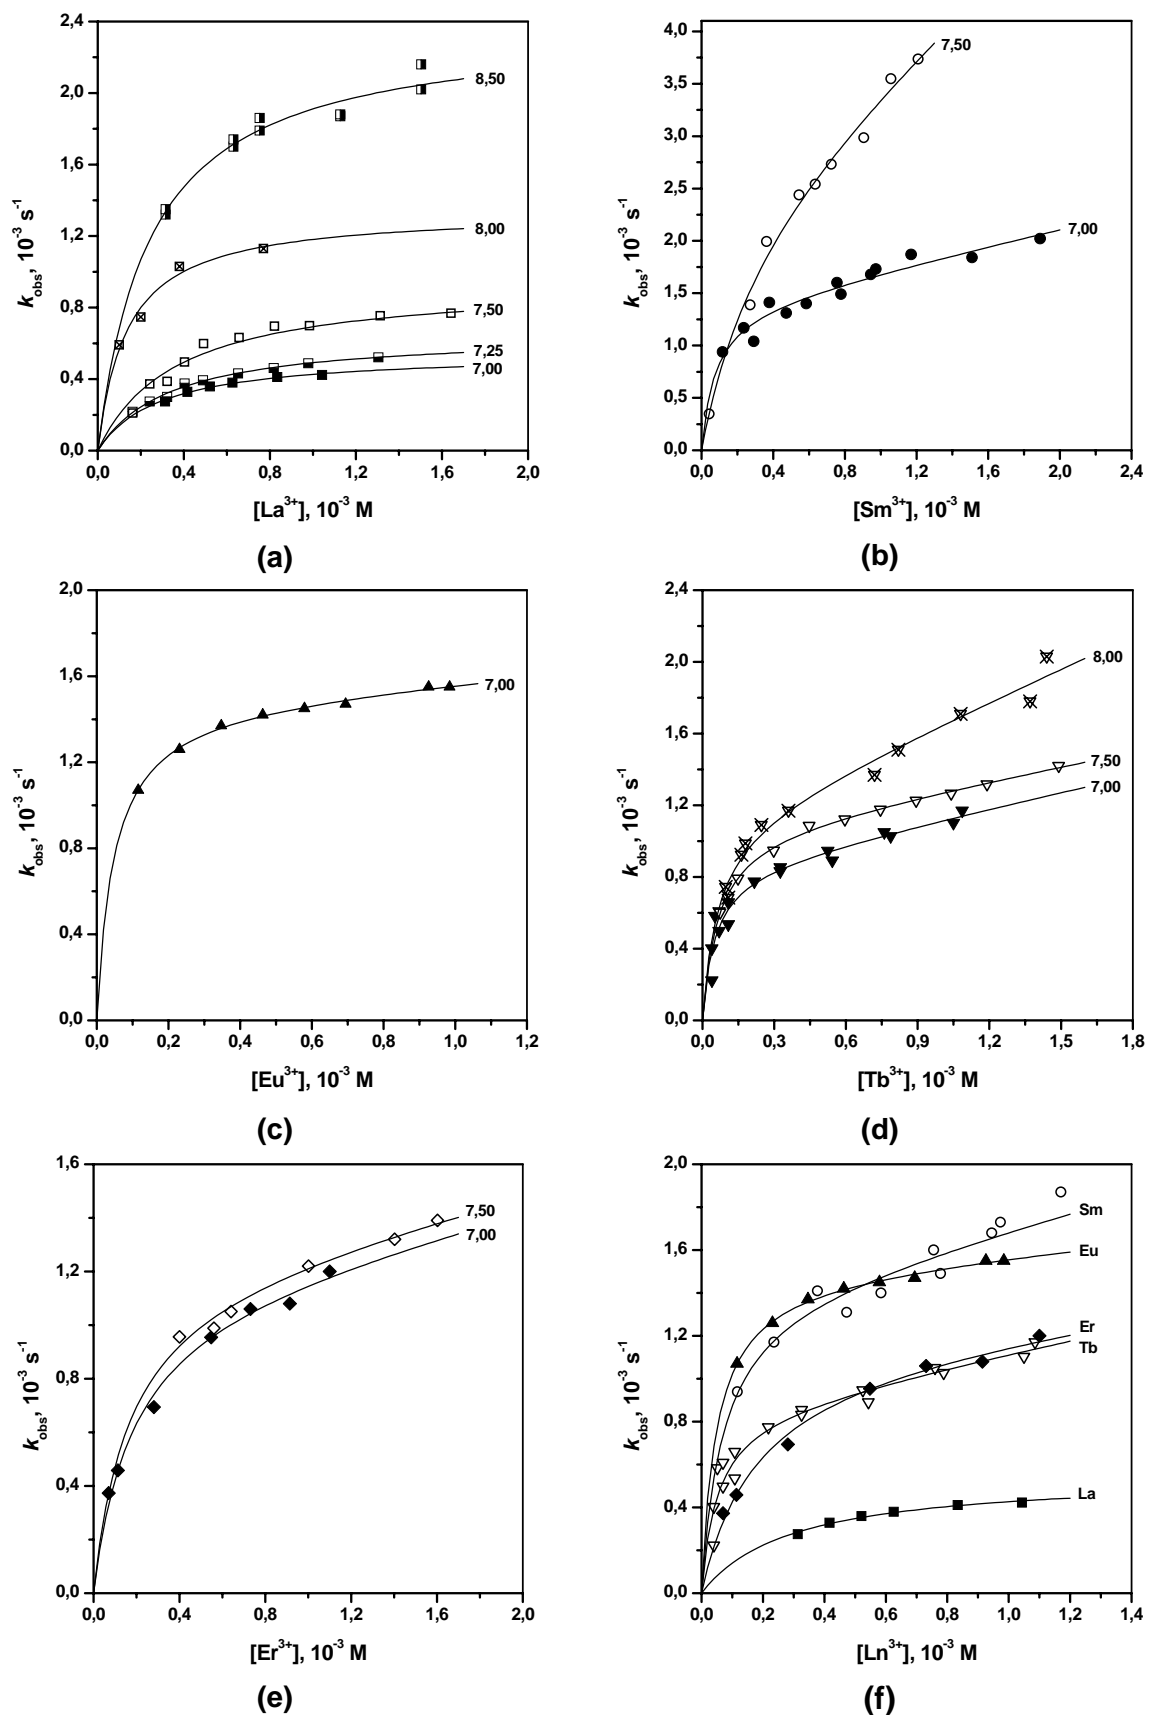 2,4
2,0
1,6
1,2
0,8
0,4
0,0
0,0 0,4 0,8 1,2 1,6 2,0
k_obs, 10^-3 s^-1
[La^3+], 10^-3 M
8,50
8,00
7,50
7,25
7,00
(a)
4,0
3,5
3,0
2,5
2,0
1,5
1,0
0,5
0,0
0,0 0,4 0,8 1,2 1,6 2,0 2,4
k_obs, 10^-3 s^-1
[Sm^3+], 10^-3 M
7,50
7,00
(b)
2,0
1,6
1,2
0,8
0,4
0,0
0,0 0,2 0,4 0,6 0,8 1,0 1,2
k_obs, 10^-3 s^-1
[Eu^3+], 10^-3 M
7,00
(c)
2,4
2,0
1,6
1,2
0,8
0,4
0,0
0,0 0,3 0,6 0,9 1,2 1,5 1,8
k_obs, 10^-3 s^-1
[Tb^3+], 10^-3 M
8,00
7,50
7,00
(d)
1,6
1,2
0,8
0,4
0,0
0,0 0,4 0,8 1,2 1,6 2,0
k_obs, 10^-3 s^-1
[Er^3+], 10^-3 M
7,50
7,00
(e)
2,0
1,6
1,2
0,8
0,4
0,0
0,0 0,2 0,4 0,6 0,8 1,0 1,2 1,4
k_obs, 10^-3 s^-1
[Ln^3+], 10^-3 M
Sm
Eu
Er
Tb
La
(f)